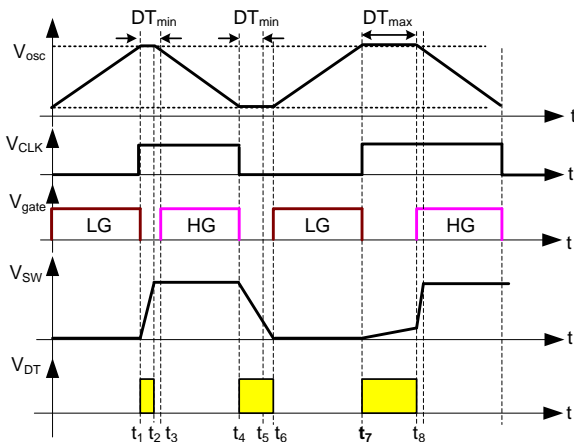 DTmin DTmin DTmax
Vosc
t
VCLK
t
Vgate
LG HG LG HG
t
VSW
t
VDT
t
t1 t2 t3 t4 t5 t6 t7 t8